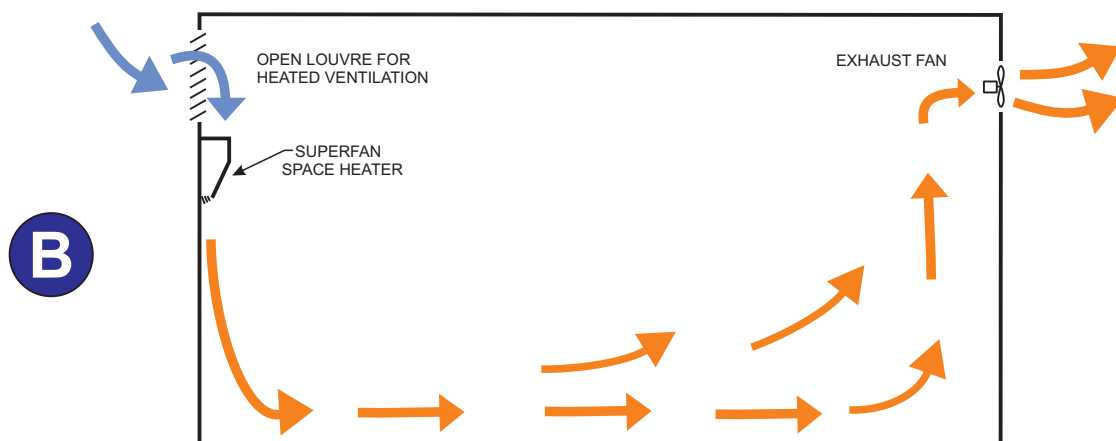 OPEN LOUVRE FOR
HEATED VENTILATION
EXHAUST FAN
SUPERFAN
SPACE HEATER
B